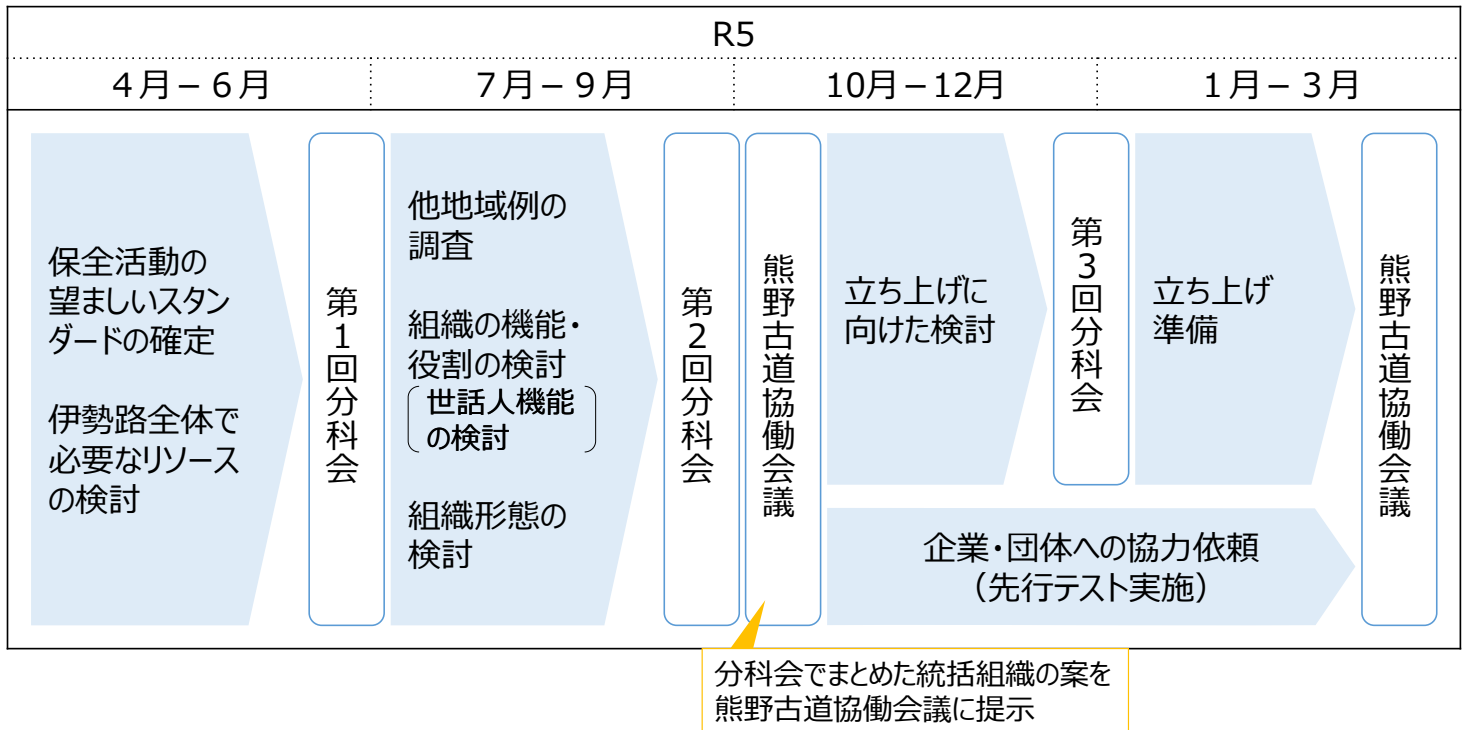 R5
4月－6月
7月－9月
10月－12月
1月－3月
保全活動の
望ましいスタン
ダードの確定
伊勢路全体で
必要なリソース
の検討
第1回分科会
他地域例の
調査
組織の機能・
役割の検討
世話人機能
の検討
組織形態の
検討
第2回分科会
熊野古道協働会議
立ち上げに
向けた検討
第3回分科会
立ち上げ
準備
企業・団体への協力依頼
（先行テスト実施）
熊野古道協働会議
分科会でまとめた統括組織の案を
熊野古道協働会議に提示